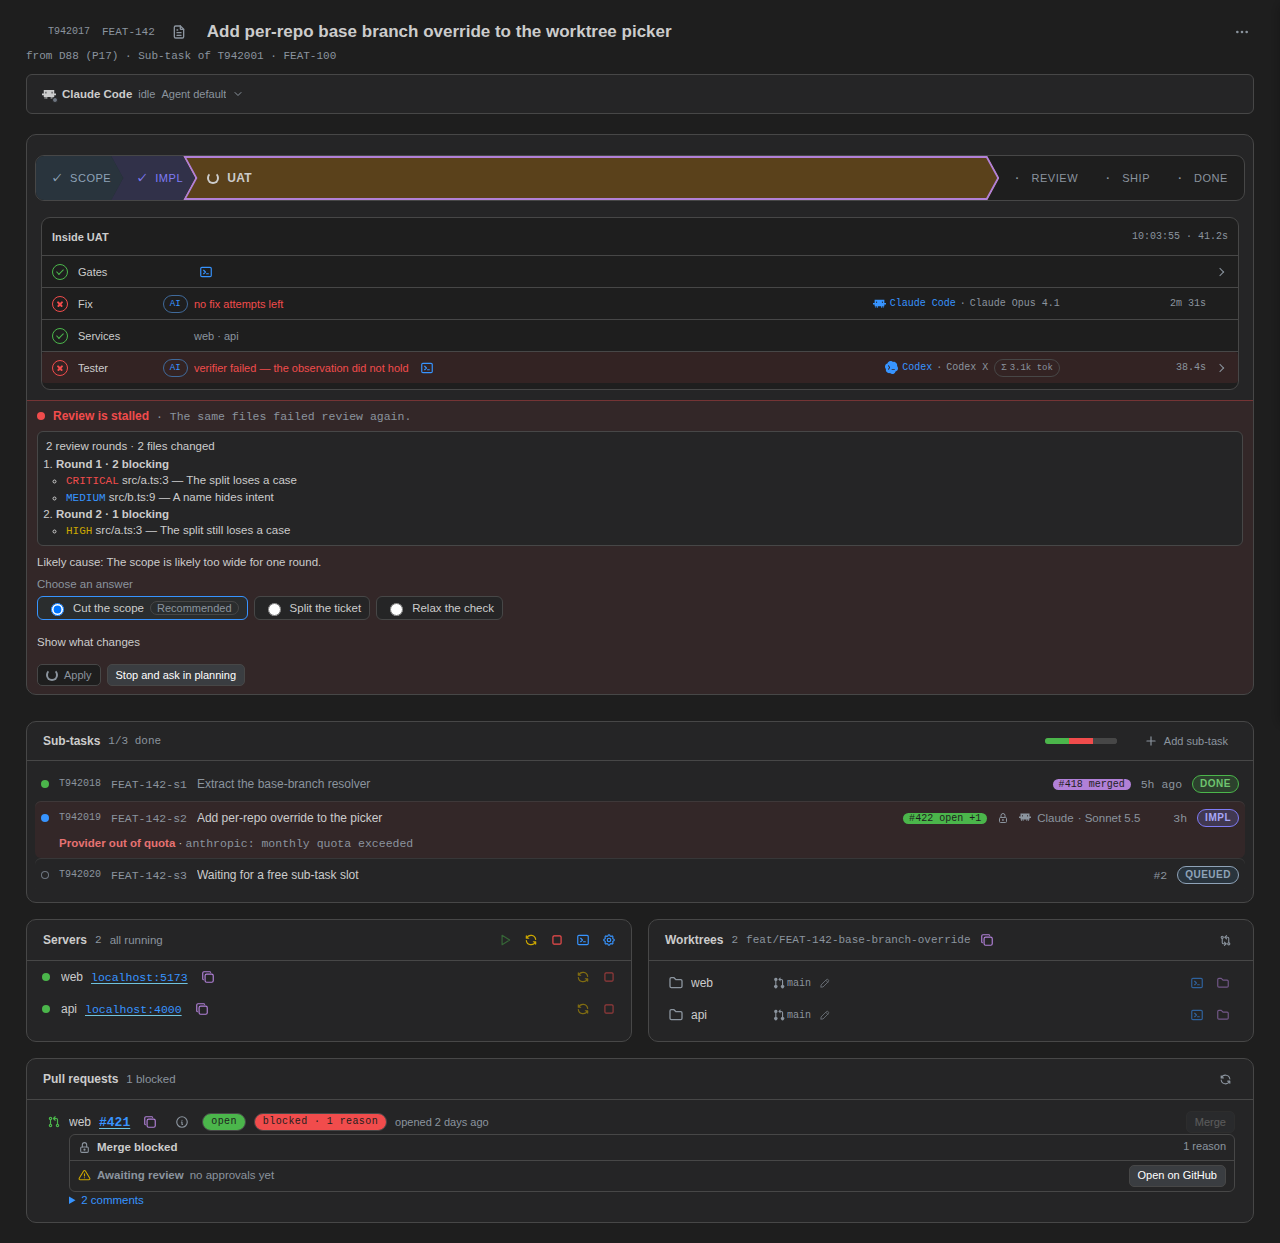 T942017 FEAT-142 Add per-repo base branch override to the worktree picker
from D88 (P17) · Sub-task of T942001 · FEAT-100
Claude Code idle Agent default
SCOPE IMPL UAT REVIEW SHIP DONE
Inside UAT 10:03:55 · 41.2s
Gates
Fix AI no fix attempts left Claude Code · Claude Opus 4.1 2m 31s
Services web · api
Tester AI verifier failed — the observation did not hold Codex · Codex X Σ 3.1k tok 38.4s
Review is stalled · The same files failed review again.
2 review rounds · 2 files changed
1. Round 1 · 2 blocking
CRITICAL src/a.ts:3 — The split loses a case
MEDIUM src/b.ts:9 — A name hides intent
2. Round 2 · 1 blocking
HIGH src/a.ts:3 — The split still loses a case
Likely cause: The scope is likely too wide for one round.
Choose an answer
Cut the scope Recommended Split the ticket Relax the check
Show what changes
Apply Stop and ask in planning
Sub-tasks 1/3 done Add sub-task
T942018 FEAT-142-s1 Extract the base-branch resolver #418 merged 5h ago DONE
T942019 FEAT-142-s2 Add per-repo override to the picker #422 open +1 Claude · Sonnet 5.5 3h IMPL
Provider out of quota · anthropic: monthly quota exceeded
T942020 FEAT-142-s3 Waiting for a free sub-task slot #2 QUEUED
Servers 2 all running
web localhost:5173
api localhost:4000
Worktrees 2 feat/FEAT-142-base-branch-override
web main
api main
Pull requests 1 blocked
web #421 open blocked · 1 reason opened 2 days ago Merge
Merge blocked 1 reason
Awaiting review no approvals yet Open on GitHub
2 comments